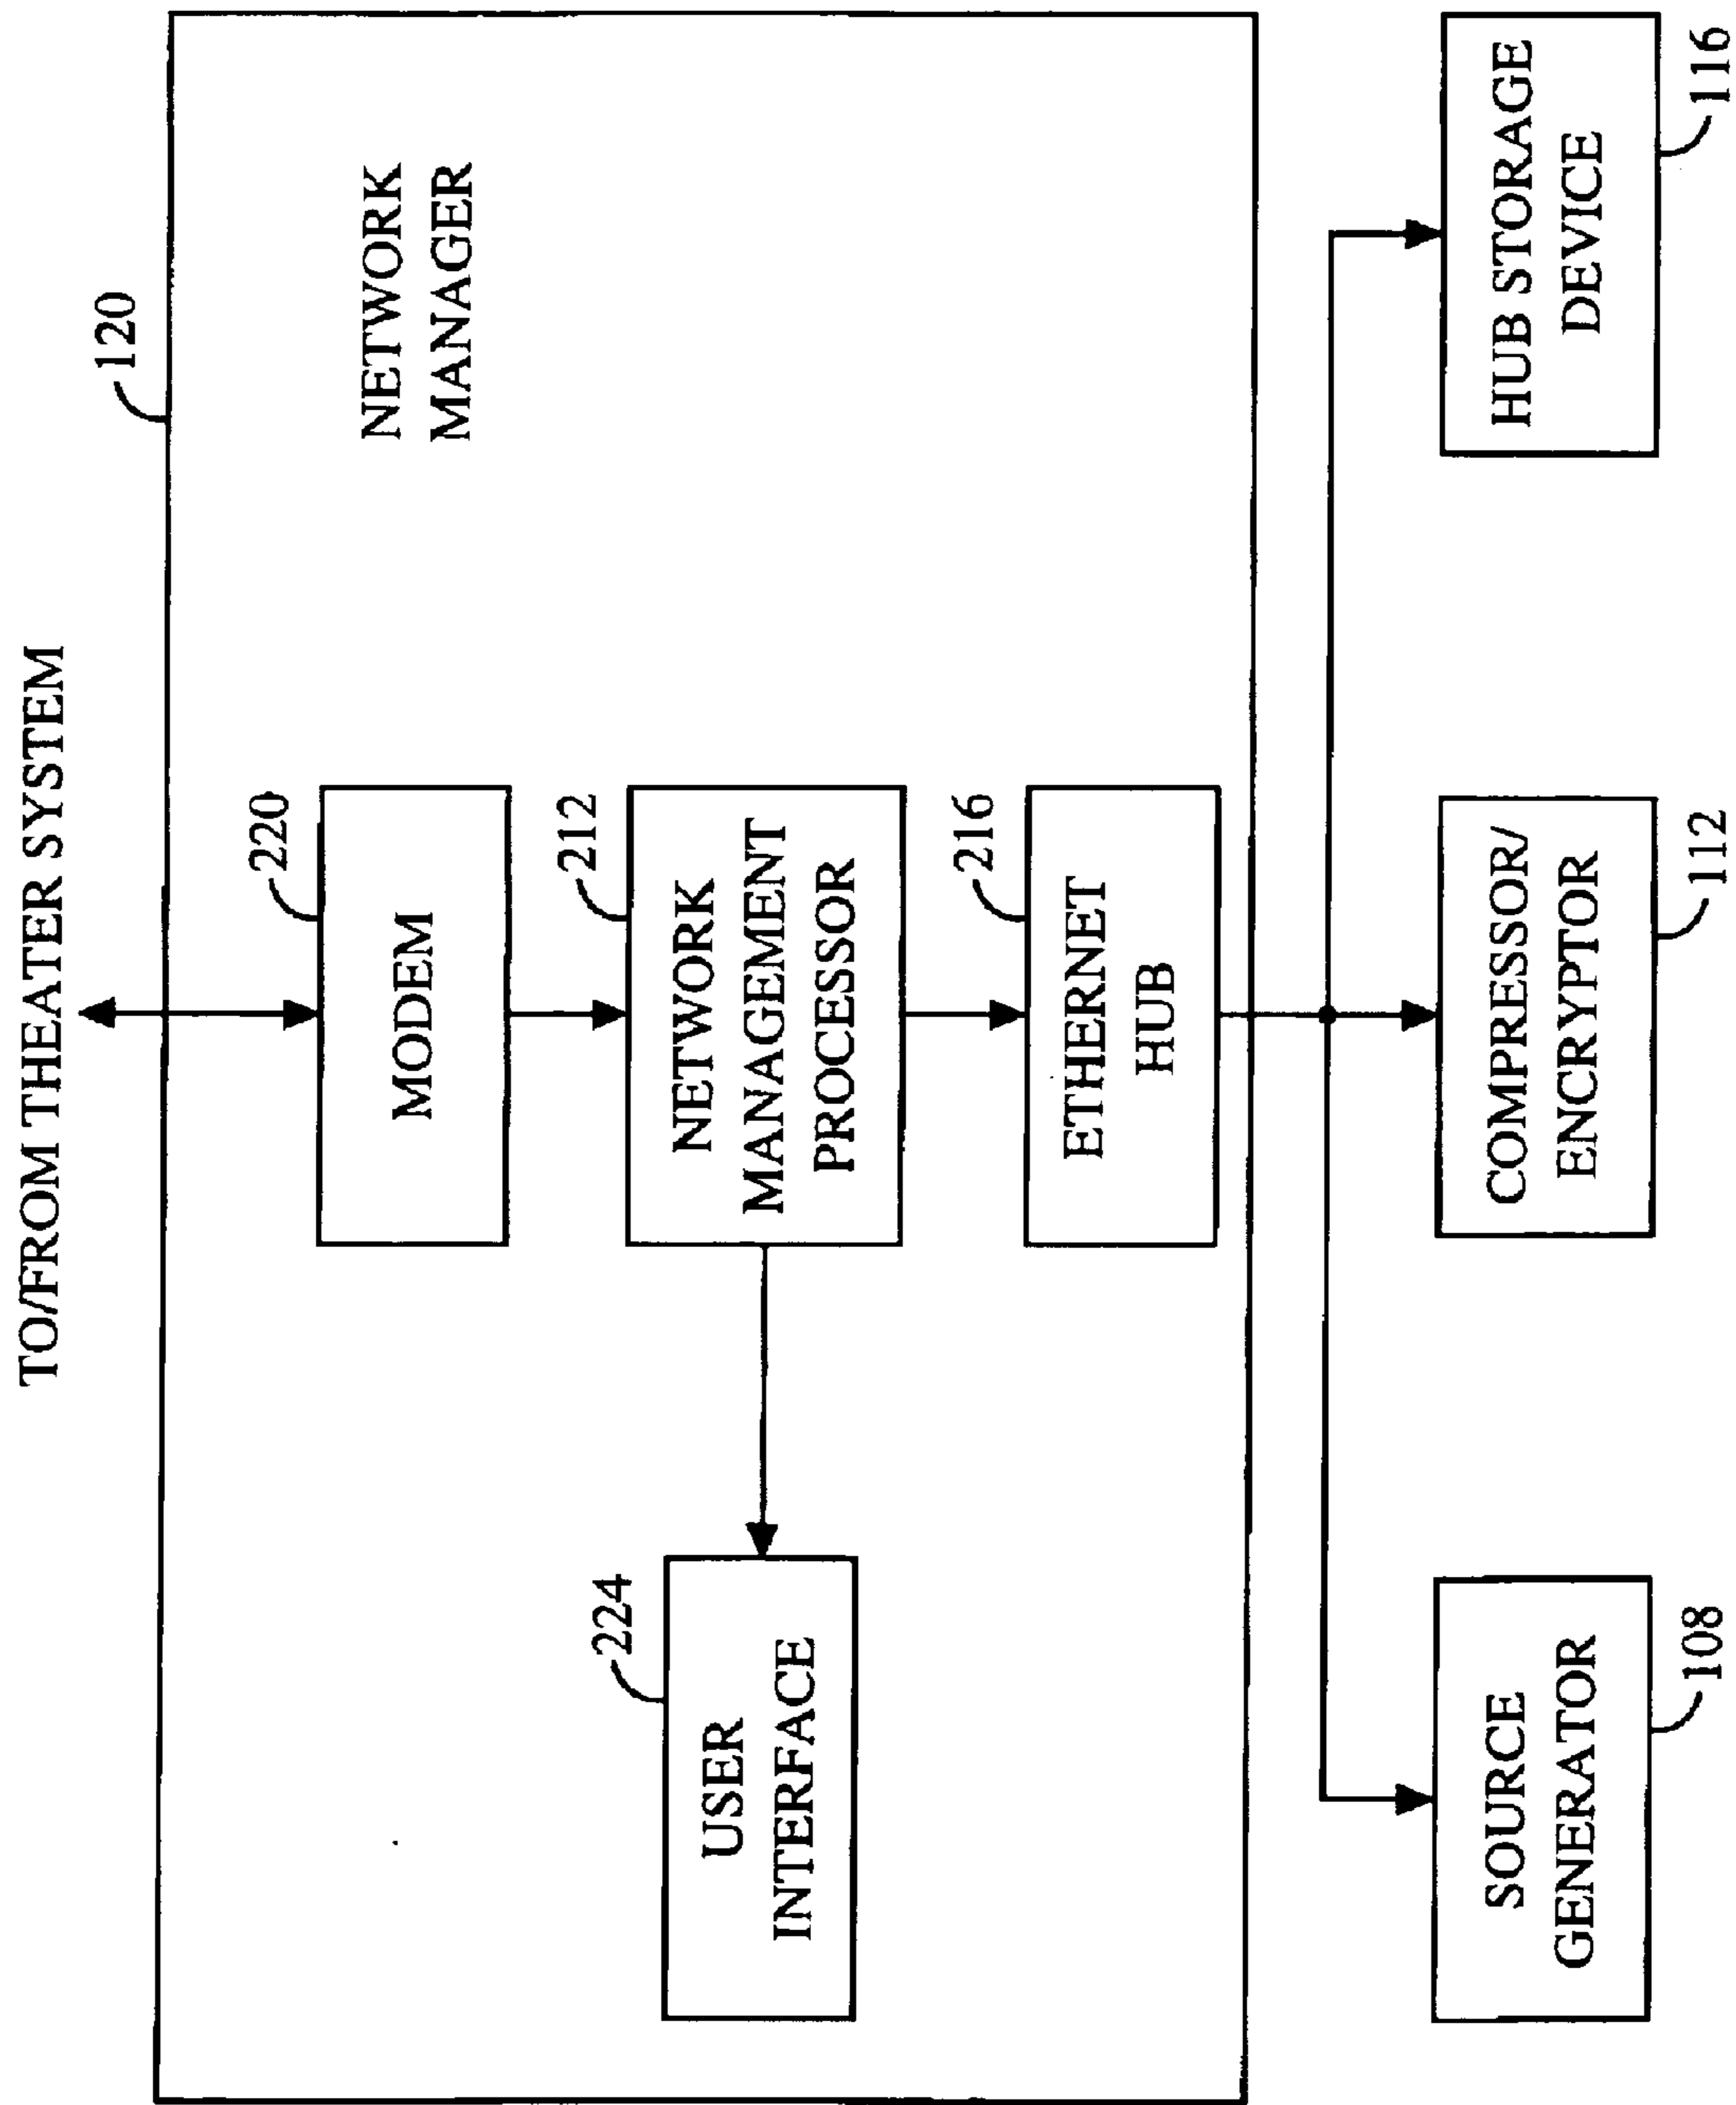 TO/FROM THEATER SYSTEM
120
NETWORK
MANAGER
220
MODEM
212
NETWORK
MANAGEMENT
PROCESSOR
224
USER
INTERFACE
216
ETHERNET
HUB
SOURCE
GENERATOR
108
COMPRESSOR/
ENCRYPTOR
112
HUB STORAGE
DEVICE
116